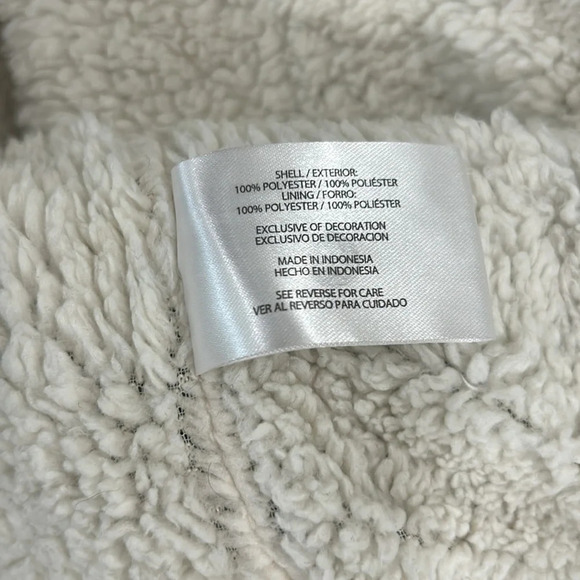 SHELL / EXTERIOR:
100% POLYESTER / 100% POLIÉSTER
LINING / FORRO:
100% POLYESTER / 100% POLIÉSTER
EXCLUSIVE OF DECORATION
EXCLUSIVO DE DECORACION
MADE IN INDONESIA
HECHO EN INDONESIA
SEE REVERSE FOR CARE
VER AL REVERSO PARA CUIDADO